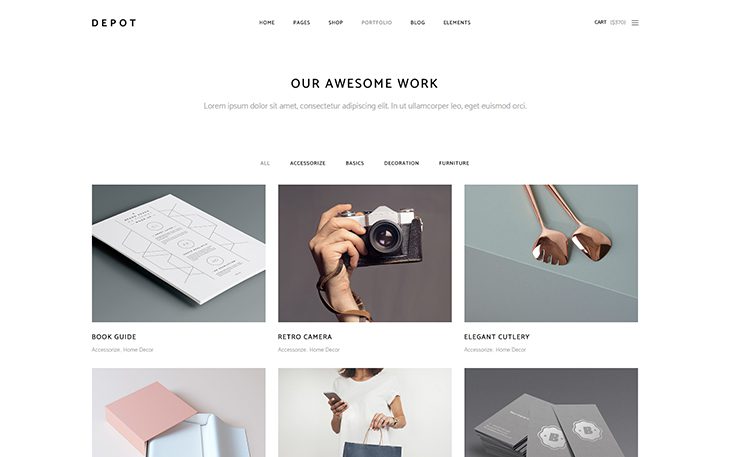 DEPOT
HOME PAGES SHOP PORTFOLIO BLOG ELEMENTS
CART ($370)
OUR AWESOME WORK
Lorem ipsum dolor sit amet, consectetur adipiscing elit. In ut ullamcorper leo, eget euismod orci.
ALL ACCESSORIZE BASICS DECORATION FURNITURE
BOOK GUIDE
Accessorize, Home Decor
RETRO CAMERA
Accessorize, Home Decor
ELEGANT CUTLERY
Accessorize, Home Decor
B
B